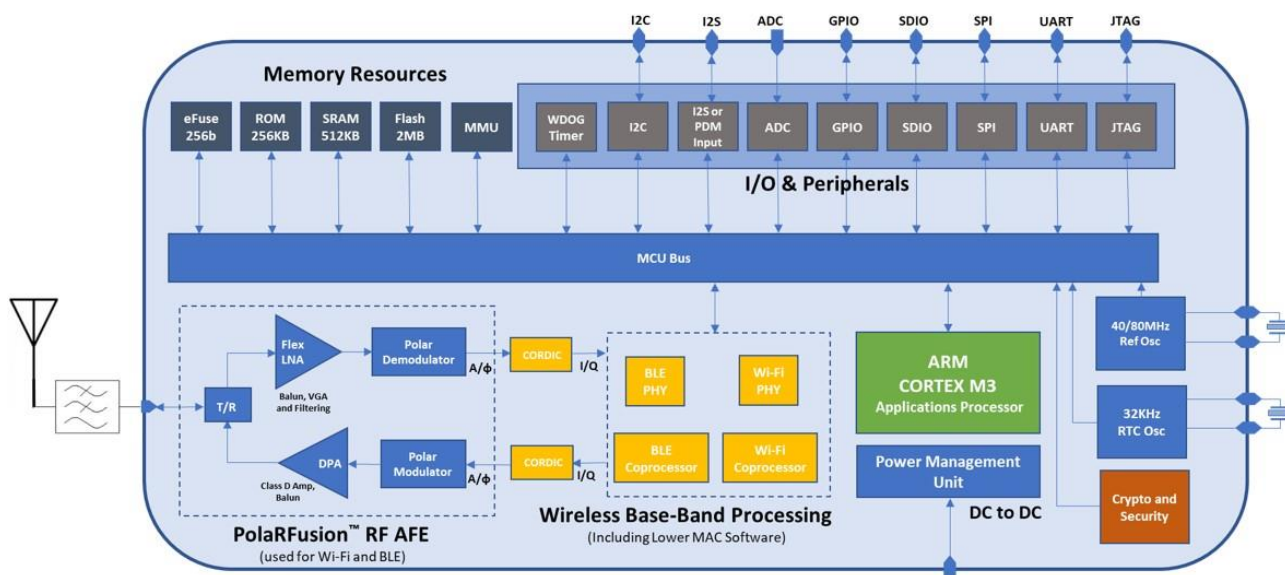 I2C I2S ADC GPIO SDIO SPI UART JTAG
Memory Resources
eFuse
256b
ROM
256KB
SRAM
512KB
Flash
2MB
MMU
WDOG
Timer
I2C
I2S or
PDM
Input
ADC
GPIO
SDIO
SPI
UART
JTAG
I/O & Peripherals
MCU Bus
Flex
LNA
Balun, VGA
and Filtering
Polar
Demodulator
A/ϕ
CORDIC
I/Q
T/R
DPA
Class D Amp,
Balun
Polar
Modulator
A/ϕ
CORDIC
I/Q
PolaRFusion™ RF AFE
(used for Wi-Fi and BLE)
BLE
PHY
Wi-Fi
PHY
BLE
Coprocessor
Wi-Fi
Coprocessor
Wireless Base-Band Processing
(Including Lower MAC Software)
ARM
CORTEX M3
Applications Processor
Power Management
Unit
DC to DC
40/80MHz
Ref Osc
32KHz
RTC Osc
Crypto and
Security